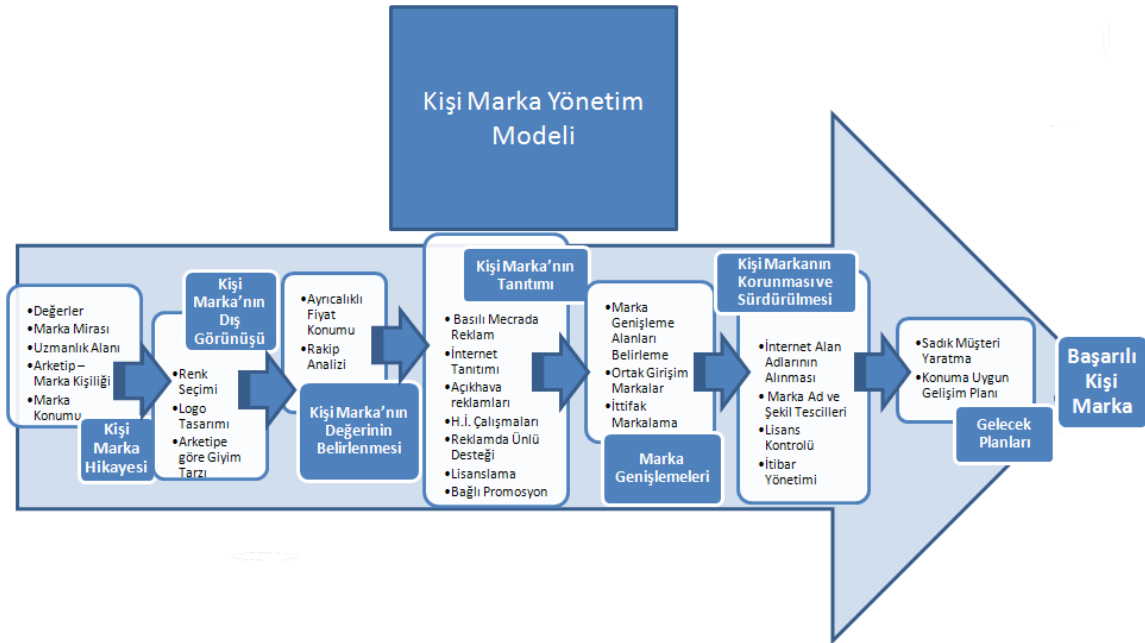 Kişi Marka Yönetim
Modeli
•Değerler
•Marka Mirası
•Uzmanlık Alanı
•Arketip –
Marka Kişiliği
•Marka
Konumu
Kişi
Marka
Hikayesi
Kişi
Marka'nın
Dış
Görünüşü
•Renk
Seçimi
•Logo
Tasarımı
•Arketipe
göre Giyim
Tarzı
•Ayrıcalıklı
Fiyat
Konumu
•Rakip
Analizi
Kişi Marka'nın
Değerinin
Belirlenmesi
Kişi Marka'nın
Tanıtımı
• Basılı Mecrada
Reklam
•İnternet
Tanıtımı
•Açıkhava
reklamları
•H.İ. Çalışmaları
•Reklamda Ünlü
Desteği
•Lisanslama
•Bağlı Promosyon
•Marka
Genişleme
Alanları
Belirleme
•Ortak Girişim
Markalar
•İttifak
Markalama
Marka
Genişlemeleri
Kişi Markanın
Korunması ve
Sürdürülmesi
•İnternet Alan
Adlarının
Alınması
• Marka Ad ve
Şekil Tescilleri
•Lisans
Kontrolü
•İtibar
Yönetimi
•Sadık Müşteri
Yaratma
•Konuma Uygun
Gelişim Planı
Gelecek
Planları
Başarılı
Kişi
Marka